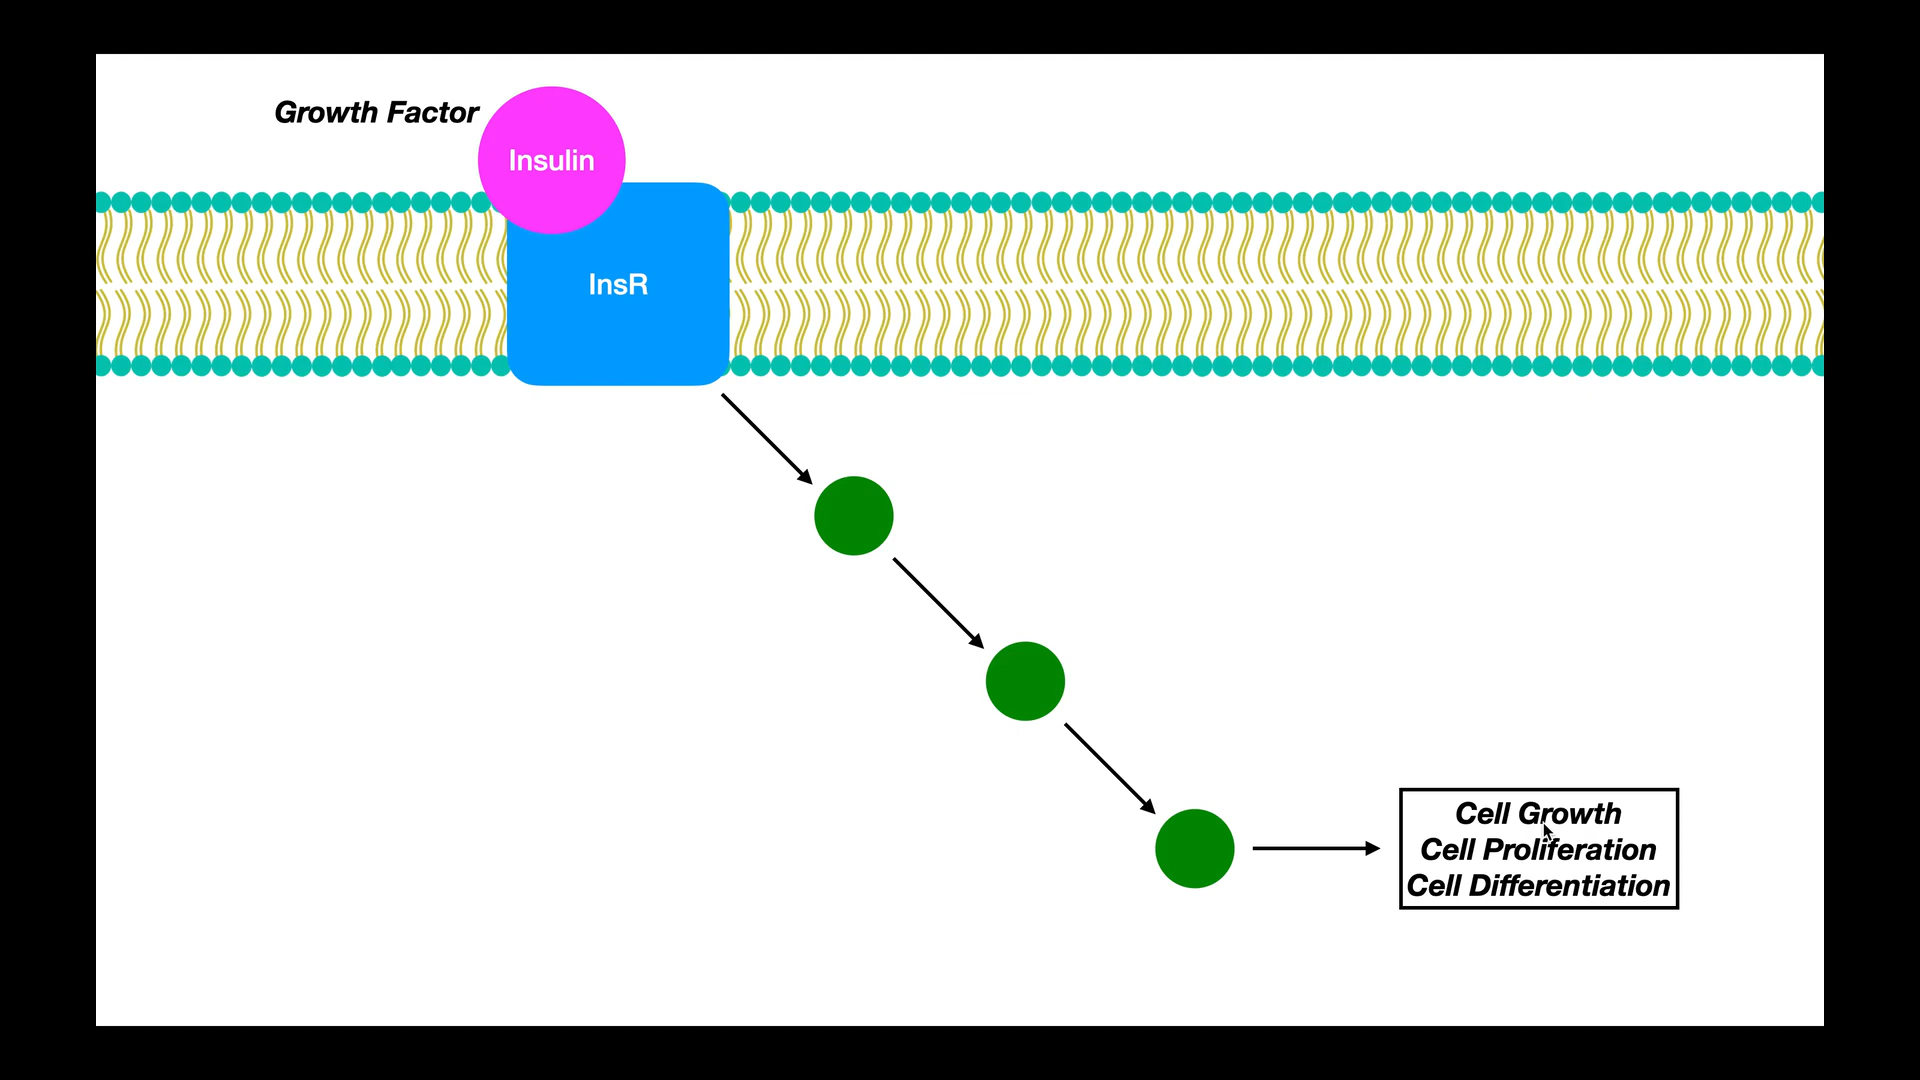 Growth Factor
Insulin
InsR
Cell Growth
Cell Proliferation
Cell Differentiation